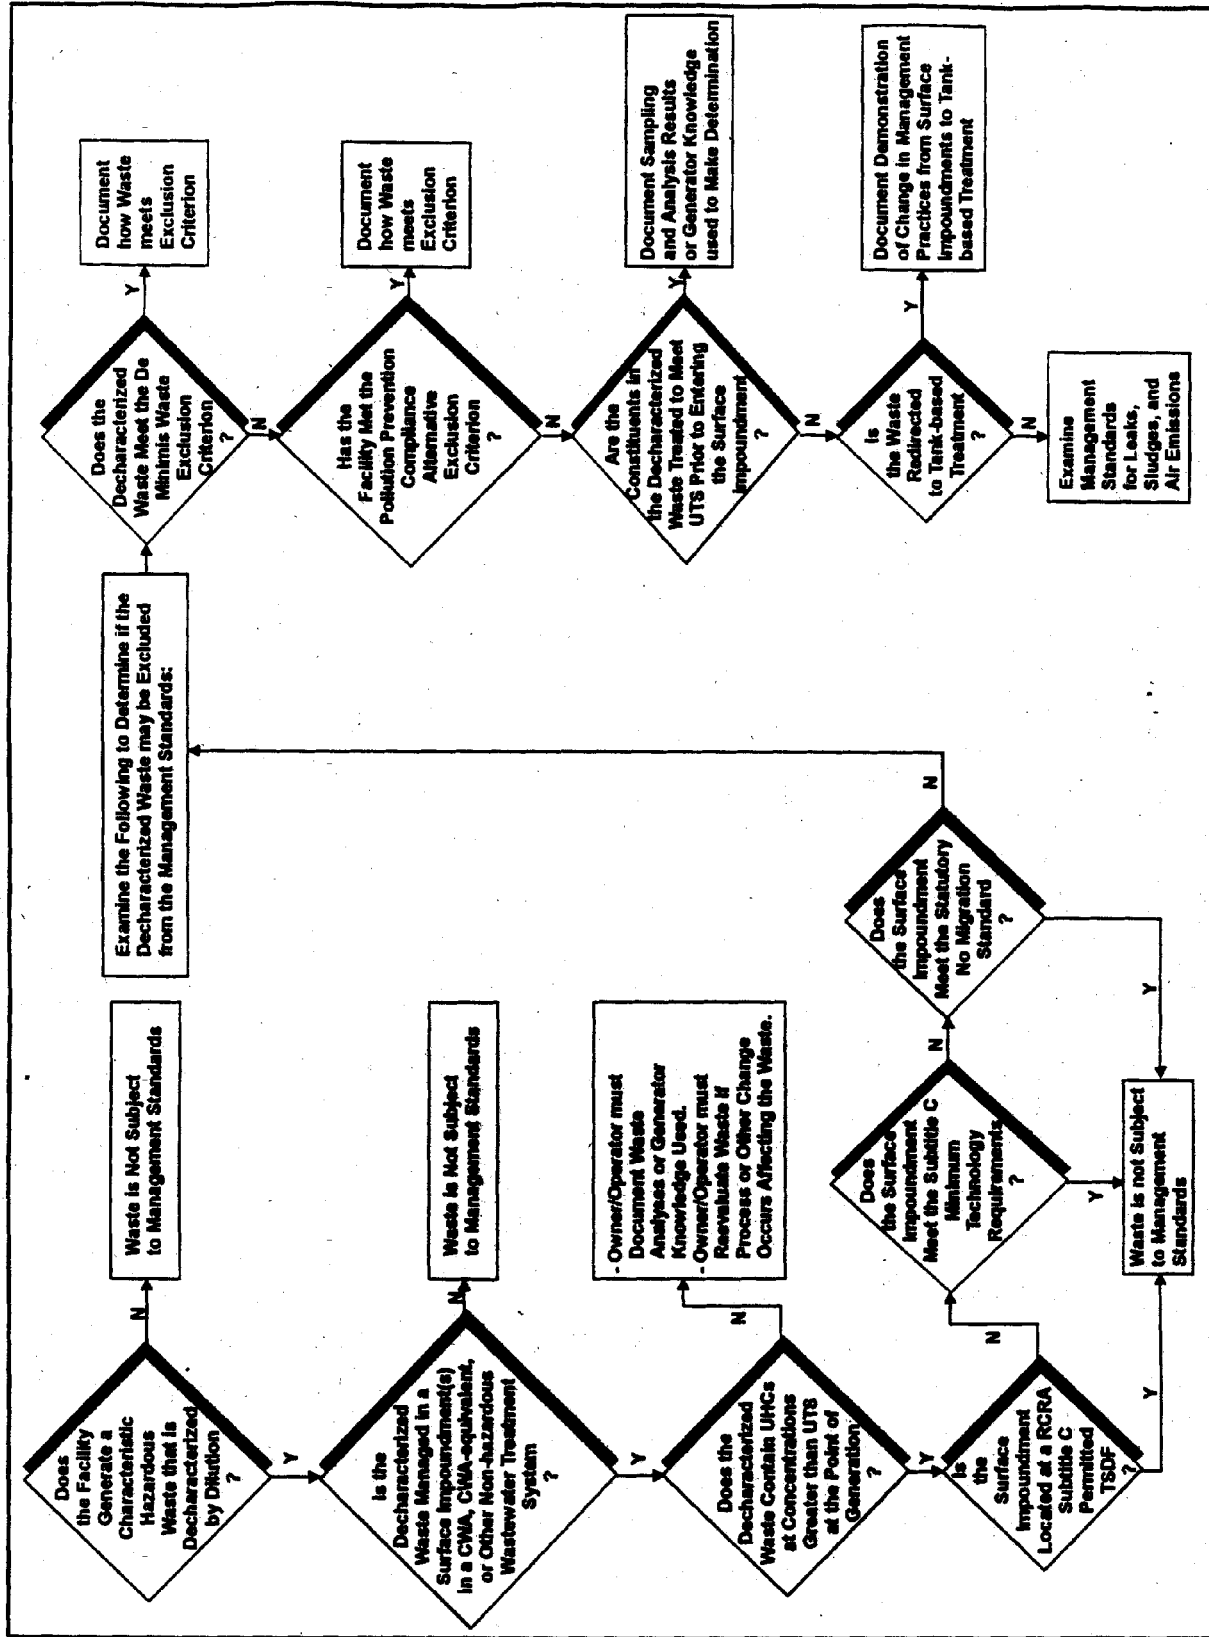 Does
the Facility
Generate a
Characteristic
Hazardous
Waste that is
Decharacterized
by Dilution
?
N
Waste is Not Subject
to Management Standards
Y
Is the
Decharacterized
Waste Managed in a
Surface Impoundment(s)
in a CWA, CWA-equivalent,
or Other Non-hazardous
Wastewater Treatment
System
?
N
Waste is Not Subject
to Management Standards
Y
Does the
Decharacterized
Waste Contain UHCs
at Concentrations
Greater than UTS
at the Point of
Generation
?
N
- Owner/Operator must
Document Waste
Analyses or Generator
Knowledge Used.
- Owner/Operator must
Reevaluate Waste if
Process or Other Change
Occurs Affecting the Waste.
Y
Is
the
Surface
Impoundment
Located at a RCRA
Subtitle C
Permitted
TSDF
?
N
Y
Does
the Surface
Impoundment
Meet the Subtitle C
Minimum
Technology
Requirements
?
N
Y
Does
the Surface
Impoundment
Meet the Statutory
No Migration
Standard
?
N
Y
Waste is not Subject
to Management
Standards
Examine the Following to Determine if the
Decharacterized Waste may be Excluded
from the Management Standards:
Does the
Decharacterized
Waste Meet the De
Minimis Waste
Exclusion
Criterion
?
Y
Document
how Waste
meets
Exclusion
Criterion
N
Has the
Facility Met the
Pollution Prevention
Compliance
Alternative
Exclusion
Criterion
?
Y
Document
how Waste
meets
Exclusion
Criterion
N
Are the
Constituents in
the Decharacterized
Waste Treated to Meet
UTS Prior to Entering
the Surface
Impoundment
?
Y
Document Sampling
and Analysis Results
or Generator Knowledge
used to Make Determination
N
Is
the Waste
Redirected
to Tank-based
Treatment
?
Y
Document Demonstration
of Change in Management
Practices from Surface
Impoundments to Tank-
based Treatment
N
Examine
Management
Standards
for Leaks,
Sludges, and
Air Emissions